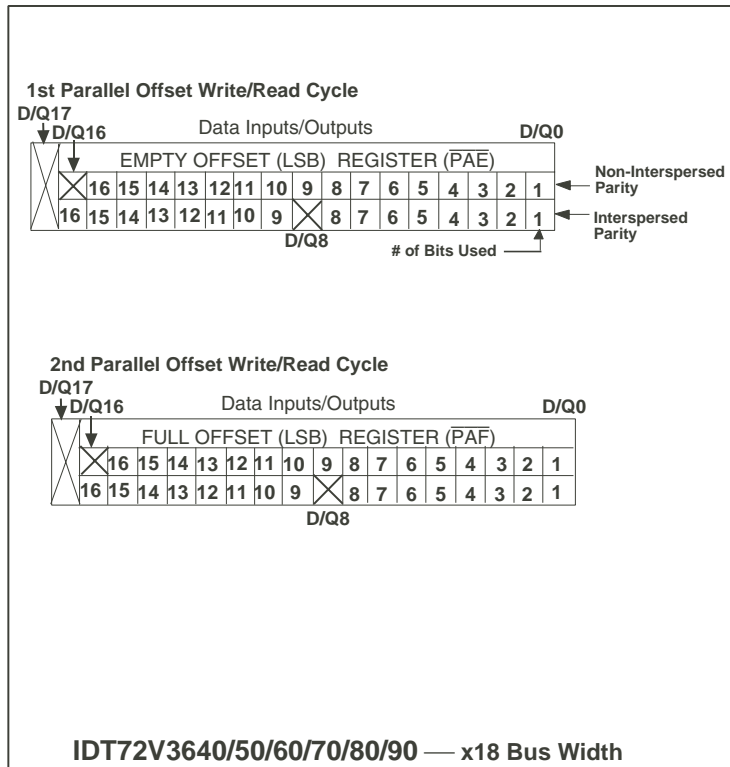 1st Parallel Offset Write/Read Cycle
D/Q17
D/Q16 Data Inputs/Outputs D/Q0
EMPTY OFFSET (LSB) REGISTER (PAE)
16 15 14 13 12 11 10 9 8 7 6 5 4 3 2 1 Non-Interspersed Parity
16 15 14 13 12 11 10 9 8 7 6 5 4 3 2 1 Interspersed Parity
D/Q8
# of Bits Used
2nd Parallel Offset Write/Read Cycle
D/Q17
D/Q16 Data Inputs/Outputs D/Q0
FULL OFFSET (LSB) REGISTER (PAF)
16 15 14 13 12 11 10 9 8 7 6 5 4 3 2 1
16 15 14 13 12 11 10 9 8 7 6 5 4 3 2 1
D/Q8
IDT72V3640/50/60/70/80/90 — x18 Bus Width